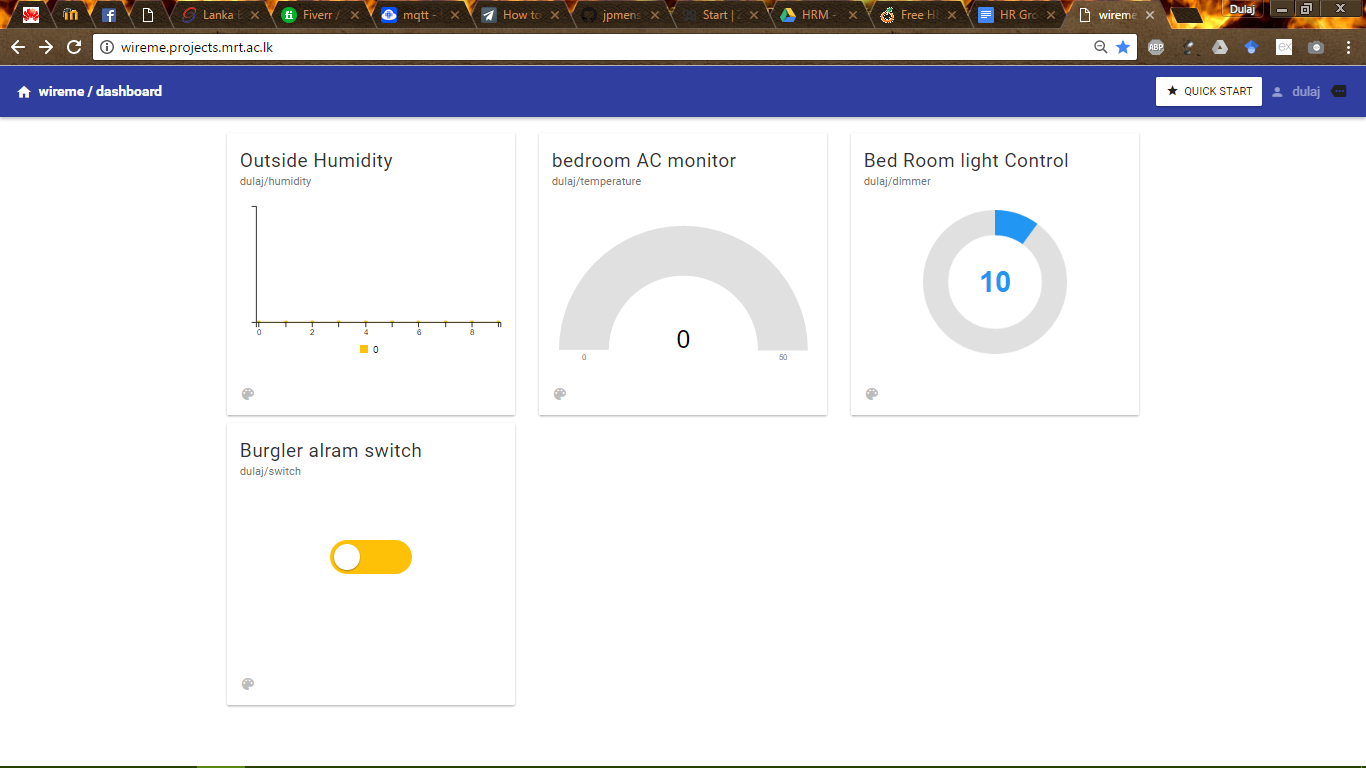 Lanka
Fiverr /
mqtt -
How to
jpmens
Start |
HRM -
Free H
HR Gro
wireme
Dulaj
wireme.projects.mrt.ac.lk
ABP
ex
wireme / dashboard
QUICK START
dulaj
Outside Humidity
dulaj/humidity
0 2 4 6 8
0
bedroom AC monitor
dulaj/temperature
0
0 50
Bed Room light Control
dulaj/dimmer
10
Burgler alram switch
dulaj/switch